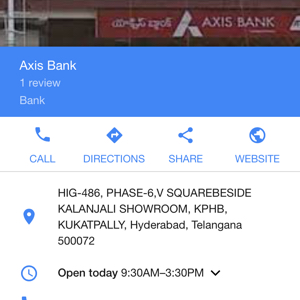 యాక్సిస్ బ్యాంక్ AXIS BANK
Axis Bank
1 review
Bank
CALL DIRECTIONS SHARE WEBSITE
HIG-486, PHASE-6,V SQUAREBESIDE
KALANJALI SHOWROOM, KPHB,
KUKATPALLY, Hyderabad, Telangana
500072
Open today 9:30AM–3:30PM